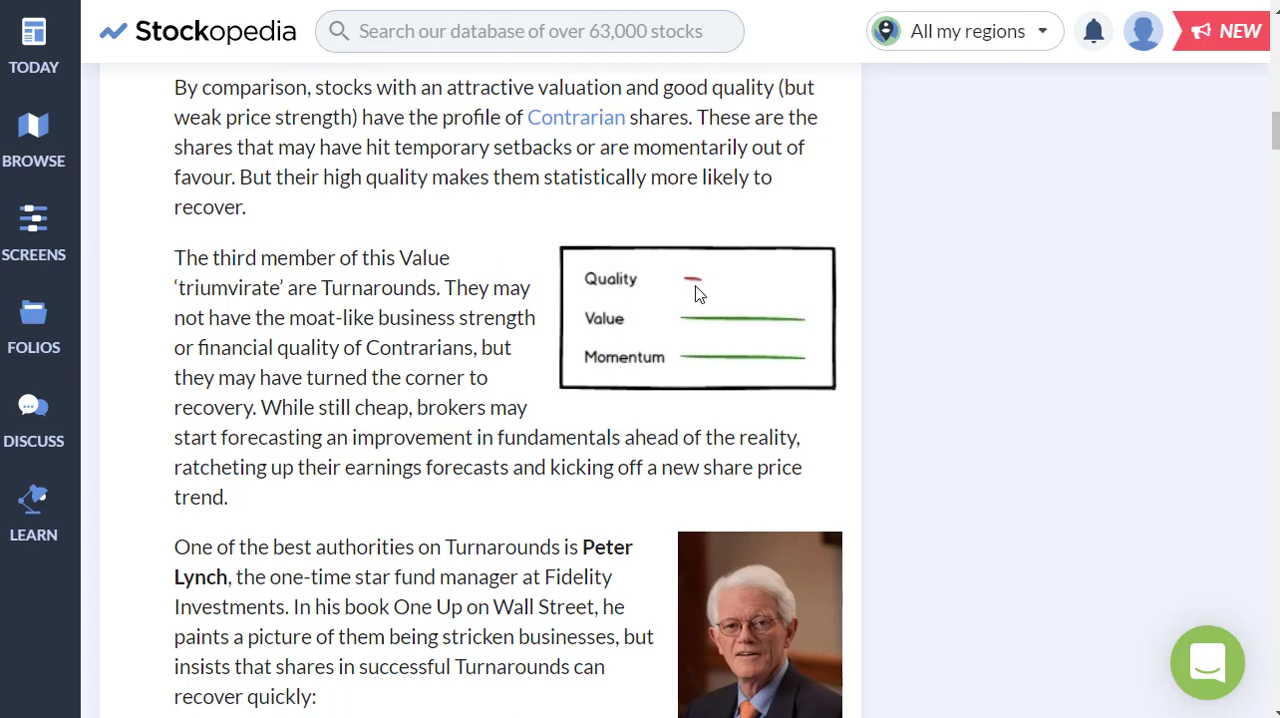 TODAY
BROWSE
SCREENS
FOLIOS
DISCUSS
LEARN
Stockopedia
Search our database of over 63,000 stocks
All my regions
NEW
By comparison, stocks with an attractive valuation and good quality (but
weak price strength) have the profile of Contrarian shares. These are the
shares that may have hit temporary setbacks or are momentarily out of
favour. But their high quality makes them statistically more likely to
recover.
The third member of this Value
‘triumvirate’ are Turnarounds. They may
not have the moat-like business strength
or financial quality of Contrarians, but
they may have turned the corner to
recovery. While still cheap, brokers may
start forecasting an improvement in fundamentals ahead of the reality,
ratcheting up their earnings forecasts and kicking off a new share price
trend.
Quality
Value
Momentum
One of the best authorities on Turnarounds is Peter
Lynch, the one-time star fund manager at Fidelity
Investments. In his book One Up on Wall Street, he
paints a picture of them being stricken businesses, but
insists that shares in successful Turnarounds can
recover quickly: